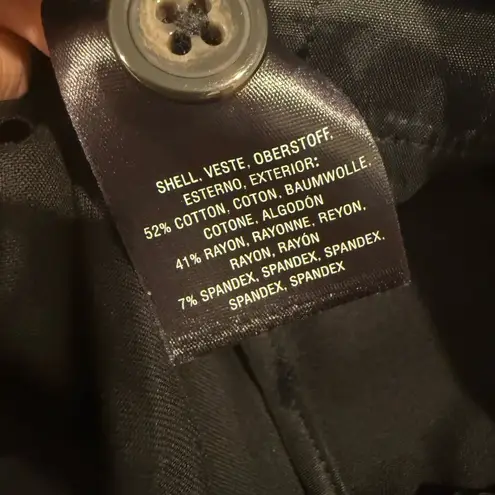 SHELL. VESTE, OBERSTOFF,
ESTERNO, EXTERIOR:
52% COTTON, COTON, BAUMWOLLE,
COTONE, ALGODÓN
41% RAYON, RAYONNE, REYON,
RAYON, RAYÓN
7% SPANDEX, SPANDEX, SPANDEX,
SPANDEX, SPANDEX